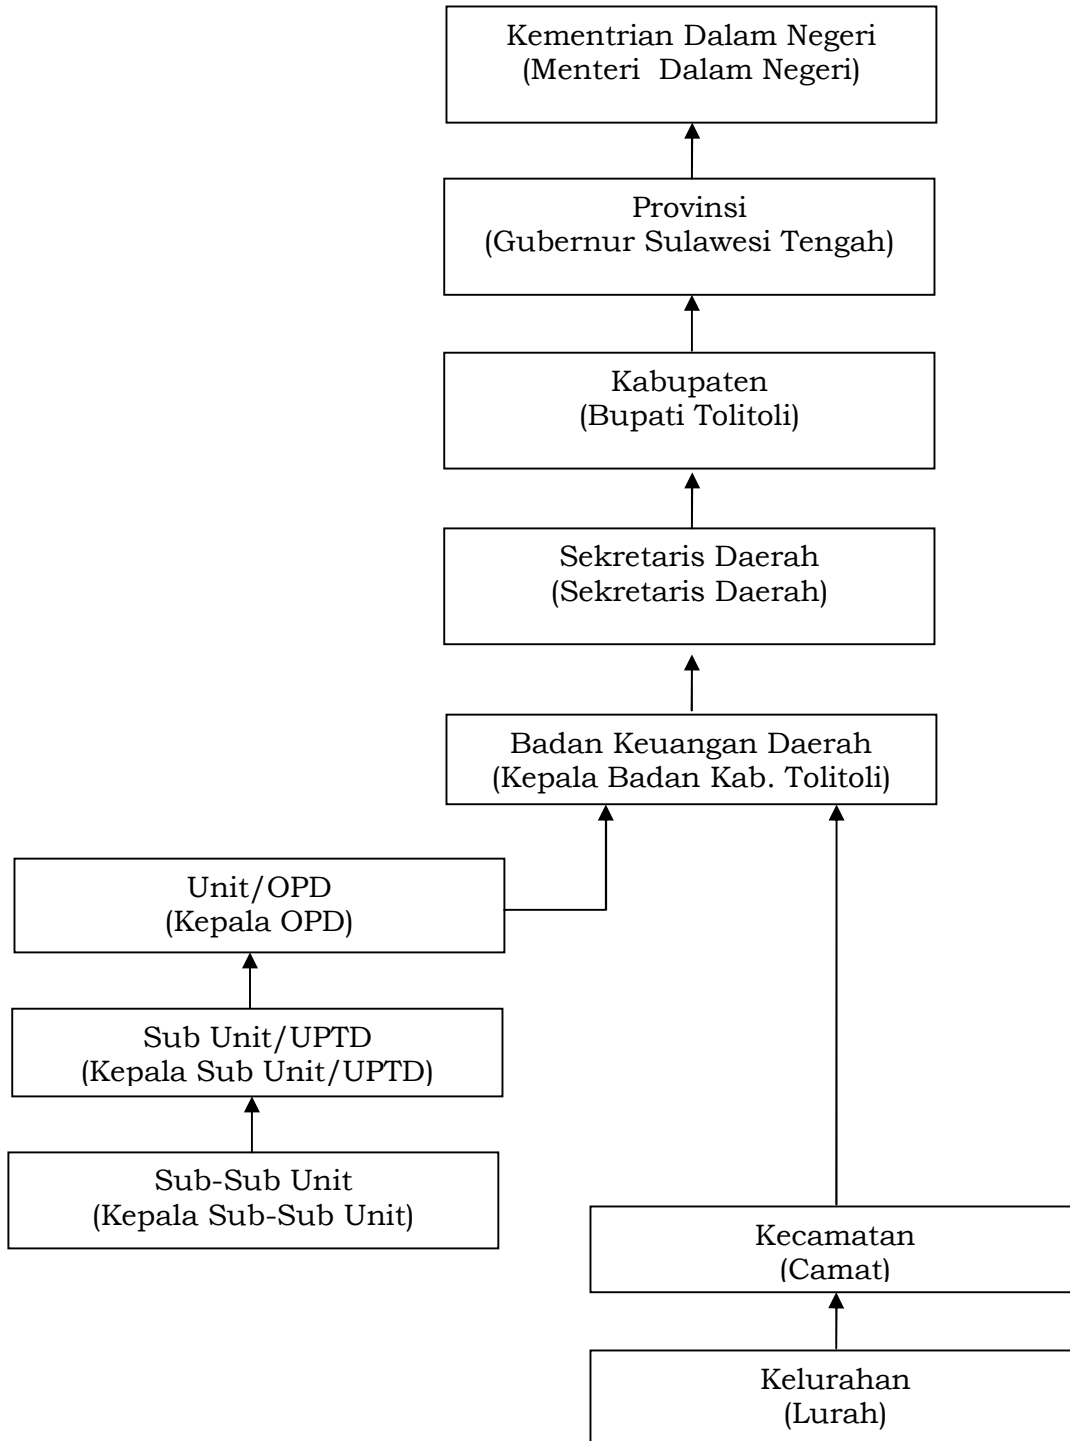 Kementrian Dalam Negeri
(Menteri  Dalam Negeri)
Provinsi
(Gubernur Sulawesi Tengah)
Kabupaten
(Bupati Tolitoli)
Sekretaris Daerah
(Sekretaris Daerah)
Badan Keuangan Daerah
(Kepala Badan Kab. Tolitoli)
Unit/OPD
(Kepala OPD)
Sub Unit/UPTD
(Kepala Sub Unit/UPTD)
Sub-Sub Unit
(Kepala Sub-Sub Unit)
Kecamatan
(Camat)
Kelurahan
(Lurah)